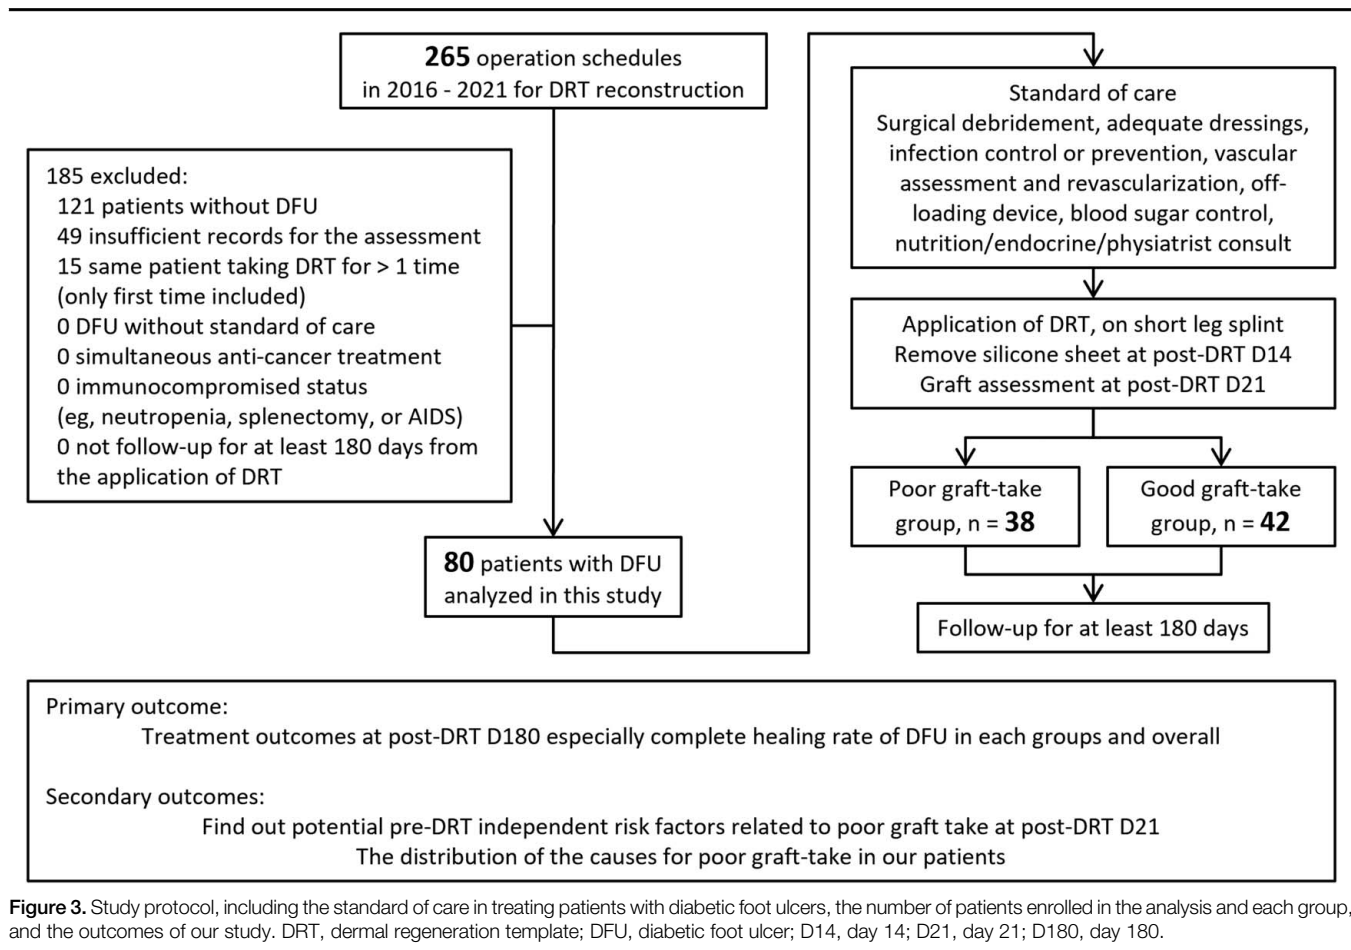 265 operation schedules
in 2016 - 2021 for DRT reconstruction
185 excluded:
121 patients without DFU
49 insufficient records for the assessment
15 same patient taking DRT for > 1 time
(only first time included)
0 DFU without standard of care
0 simultaneous anti-cancer treatment
0 immunocompromised status
(eg, neutropenia, splenectomy, or AIDS)
0 not follow-up for at least 180 days from
the application of DRT
80 patients with DFU
analyzed in this study
Standard of care
Surgical debridement, adequate dressings,
infection control or prevention, vascular
assessment and revascularization, off-
loading device, blood sugar control,
nutrition/endocrine/physiatrist consult
Application of DRT, on short leg splint
Remove silicone sheet at post-DRT D14
Graft assessment at post-DRT D21
Poor graft-take
group, n = 38
Good graft-take
group, n = 42
Follow-up for at least 180 days
Primary outcome:
Treatment outcomes at post-DRT D180 especially complete healing rate of DFU in each groups and overall
Secondary outcomes:
Find out potential pre-DRT independent risk factors related to poor graft take at post-DRT D21
The distribution of the causes for poor graft-take in our patients
Figure 3. Study protocol, including the standard of care in treating patients with diabetic foot ulcers, the number of patients enrolled in the analysis and each group,
and the outcomes of our study. DRT, dermal regeneration template; DFU, diabetic foot ulcer; D14, day 14; D21, day 21; D180, day 180.